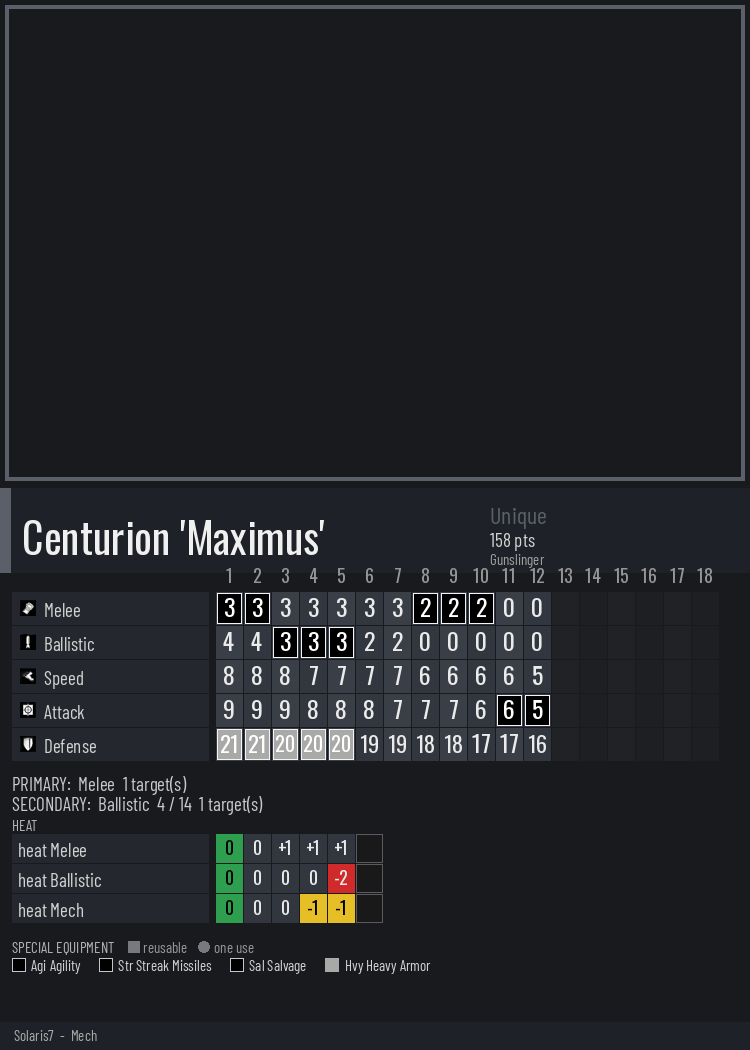 Centurion 'Maximus'
Unique
158 pts
Gunslinger
1 2 3 4 5 6 7 8 9 10 11 12 13 14 15 16 17 18
Melee 3 3 3 3 3 3 3 2 2 2 0 0
Ballistic 4 4 3 3 3 2 2 0 0 0 0 0
Speed 8 8 8 7 7 7 7 6 6 6 6 5
Attack 9 9 9 8 8 8 7 7 7 6 6 5
Defense 21 21 20 20 20 19 19 18 18 17 17 16
PRIMARY: Melee 1 target(s)
SECONDARY: Ballistic 4 / 14 1 target(s)
HEAT
heat Melee 0 0 +1 +1 +1
heat Ballistic 0 0 0 0 -2
heat Mech 0 0 0 -1 -1
SPECIAL EQUIPMENT reusable one use
Agi Agility Str Streak Missiles Sal Salvage Hvy Heavy Armor
Solaris7 - Mech